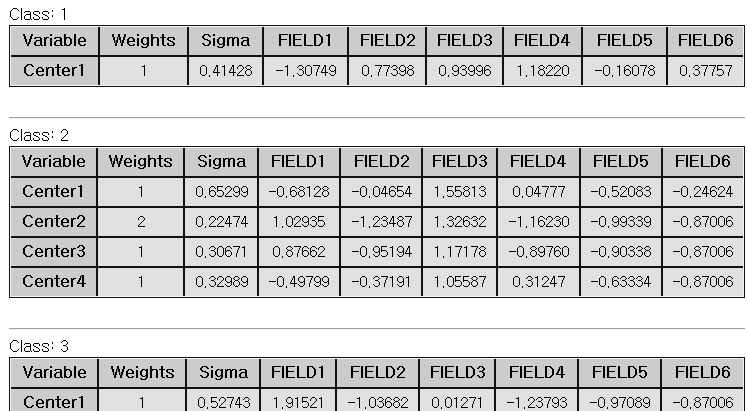 Class: 1
Variable Weights Sigma FIELD1 FIELD2 FIELD3 FIELD4 FIELD5 FIELD6
Center1 1 0,41428 -1,30749 0,77398 0,93996 1,18220 -0,16078 0,37757
Class: 2
Variable Weights Sigma FIELD1 FIELD2 FIELD3 FIELD4 FIELD5 FIELD6
Center1 1 0,65299 -0,68128 -0,04654 1,55813 0,04777 -0,52083 -0,24624
Center2 2 0,22474 1,02935 -1,23487 1,32632 -1,16230 -0,99339 -0,87006
Center3 1 0,30671 0,87662 -0,95194 1,17178 -0,89760 -0,90338 -0,87006
Center4 1 0,32989 -0,49799 -0,37191 1,05587 0,31247 -0,63334 -0,87006
Class: 3
Variable Weights Sigma FIELD1 FIELD2 FIELD3 FIELD4 FIELD5 FIELD6
Center1 1 0,52743 1,91521 -1,03682 0,01271 -1,23793 -0,97089 -0,87006